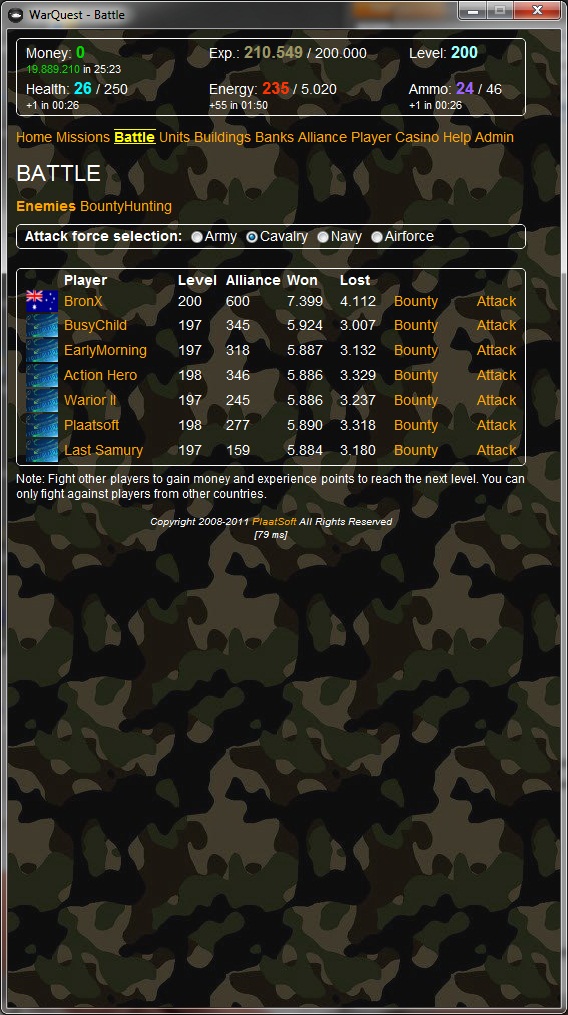 WarQuest - Battle
Money: 0 Exp.: 210.549 / 200.000 Level: 200
19.889.210 in 25:23
Health: 26 / 250 Energy: 235 / 5.020 Ammo: 24 / 46
+1 in 00:26 +55 in 01:50 +1 in 00:26
Home Missions Battle Units Buildings Banks Alliance Player Casino Help Admin
BATTLE
Enemies BountyHunting
Attack force selection: Army Cavalry Navy Airforce
Player Level Alliance Won Lost
BronX 200 600 7.399 4.112 Bounty Attack
BusyChild 197 345 5.924 3.007 Bounty Attack
EarlyMorning 197 318 5.887 3.132 Bounty Attack
Action Hero 198 346 5.886 3.329 Bounty Attack
Warior II 197 245 5.886 3.237 Bounty Attack
Plaatsoft 198 277 5.890 3.318 Bounty Attack
Last Samury 197 159 5.884 3.180 Bounty Attack
Note: Fight other players to gain money and experience points to reach the next level. You can
only fight against players from other countries.
Copyright 2008-2011 PlaatSoft All Rights Reserved
[79 ms]